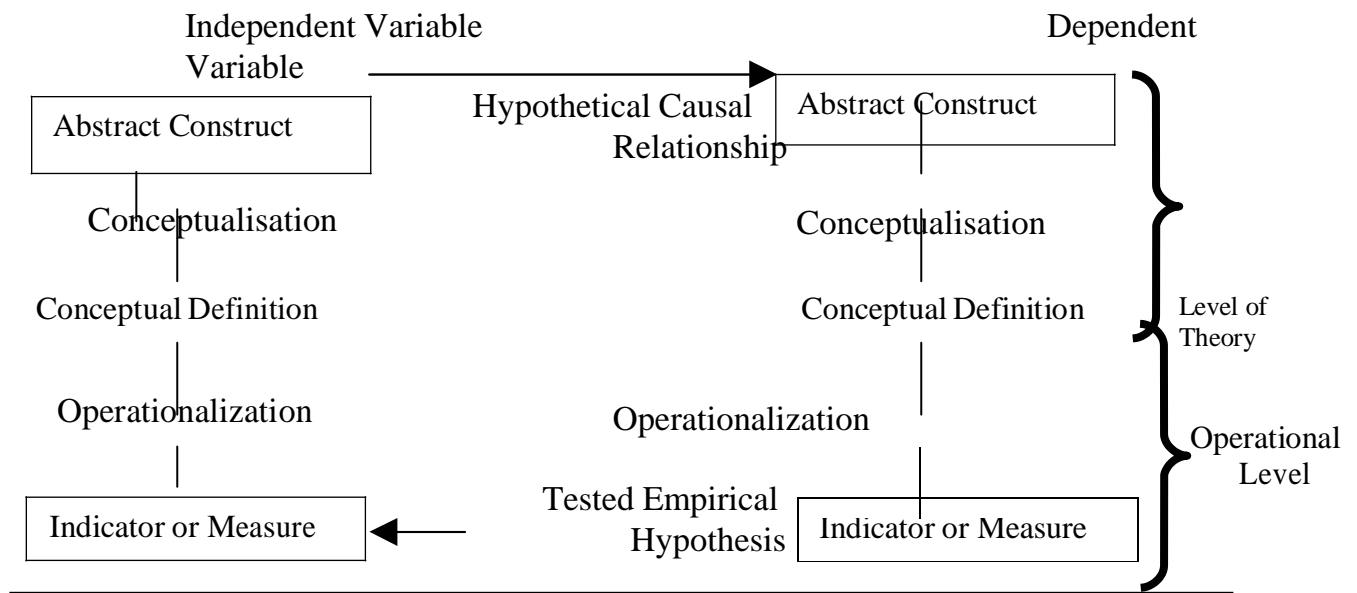 Independent Variable Dependent
Variable
Hypothetical Causal
Relationship
Abstract Construct Abstract Construct
Conceptualisation Conceptualisation
Conceptual Definition Conceptual Definition
Level of
Theory
Operationalization Operationalization
Operational
Level
Tested Empirical
Hypothesis
Indicator or Measure Indicator or Measure